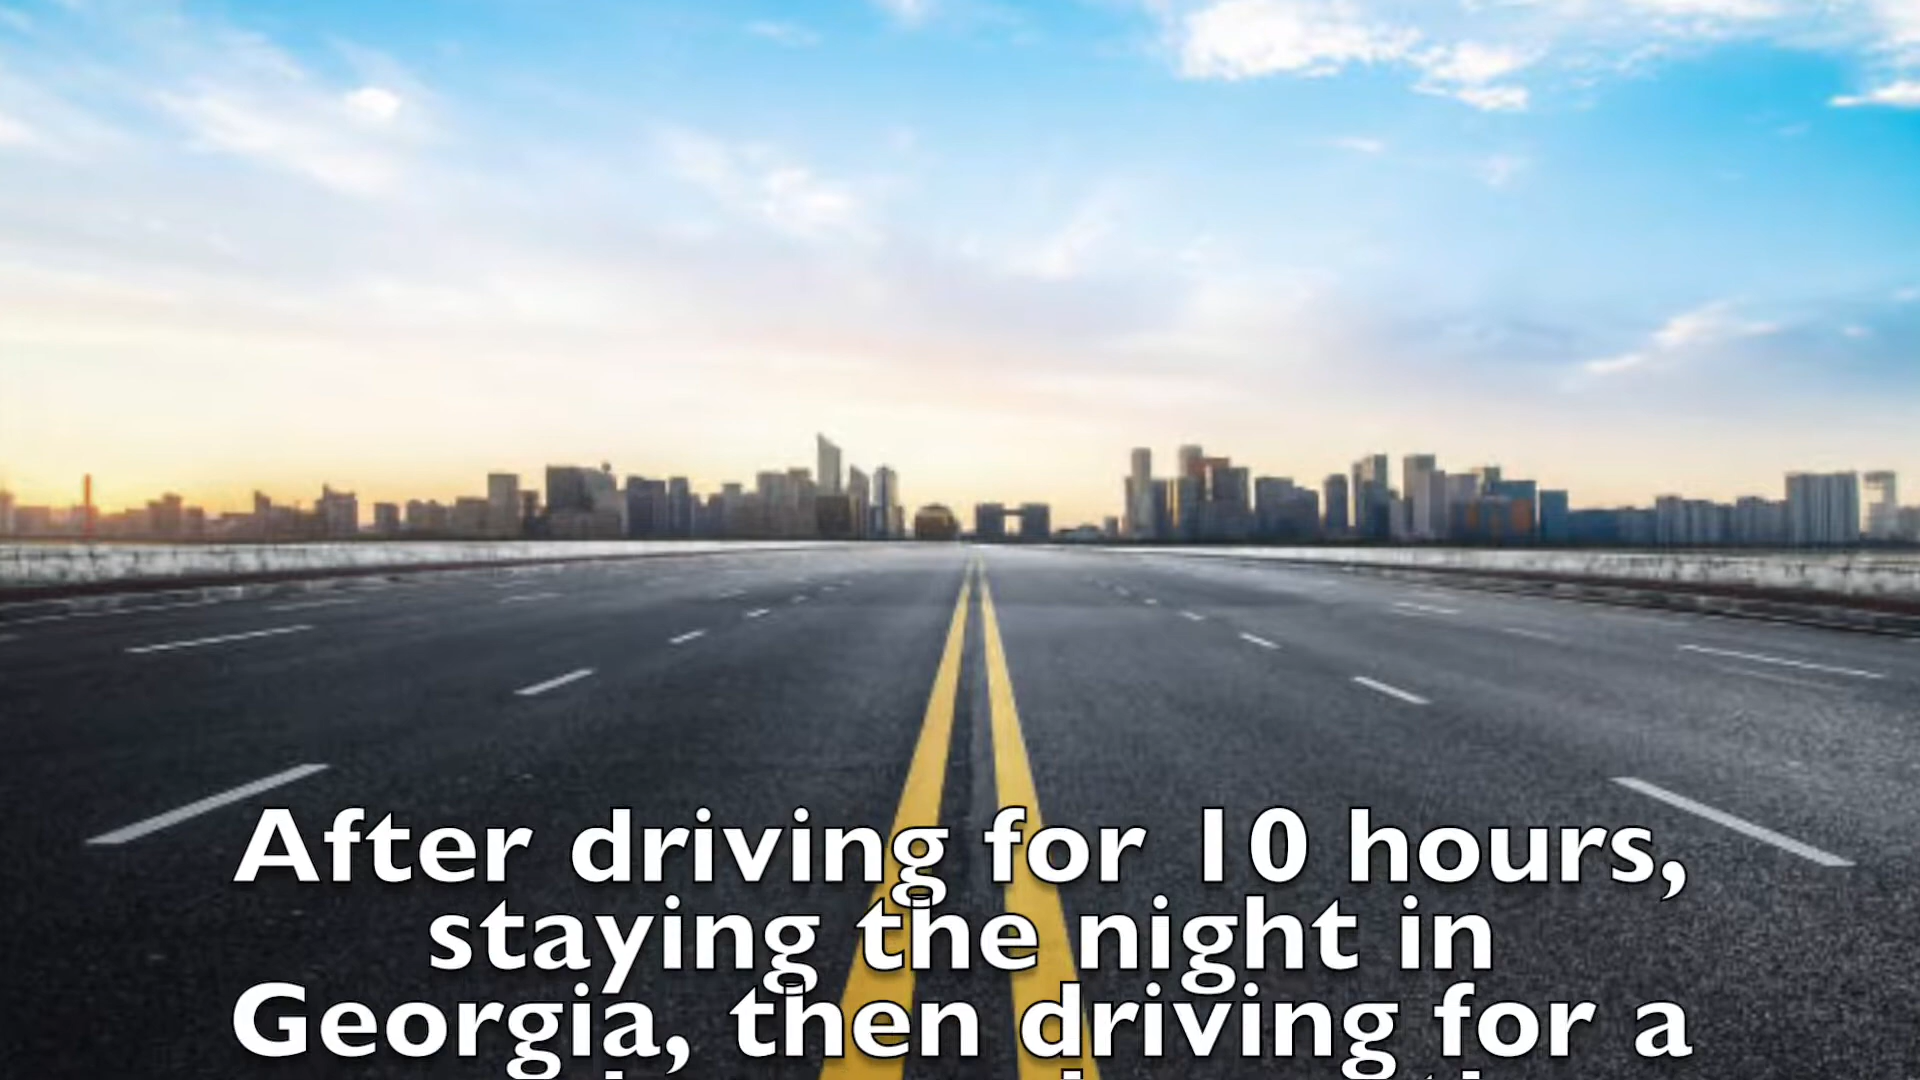 After driving for 10 hours,
staying the night in
Georgia, then driving for a